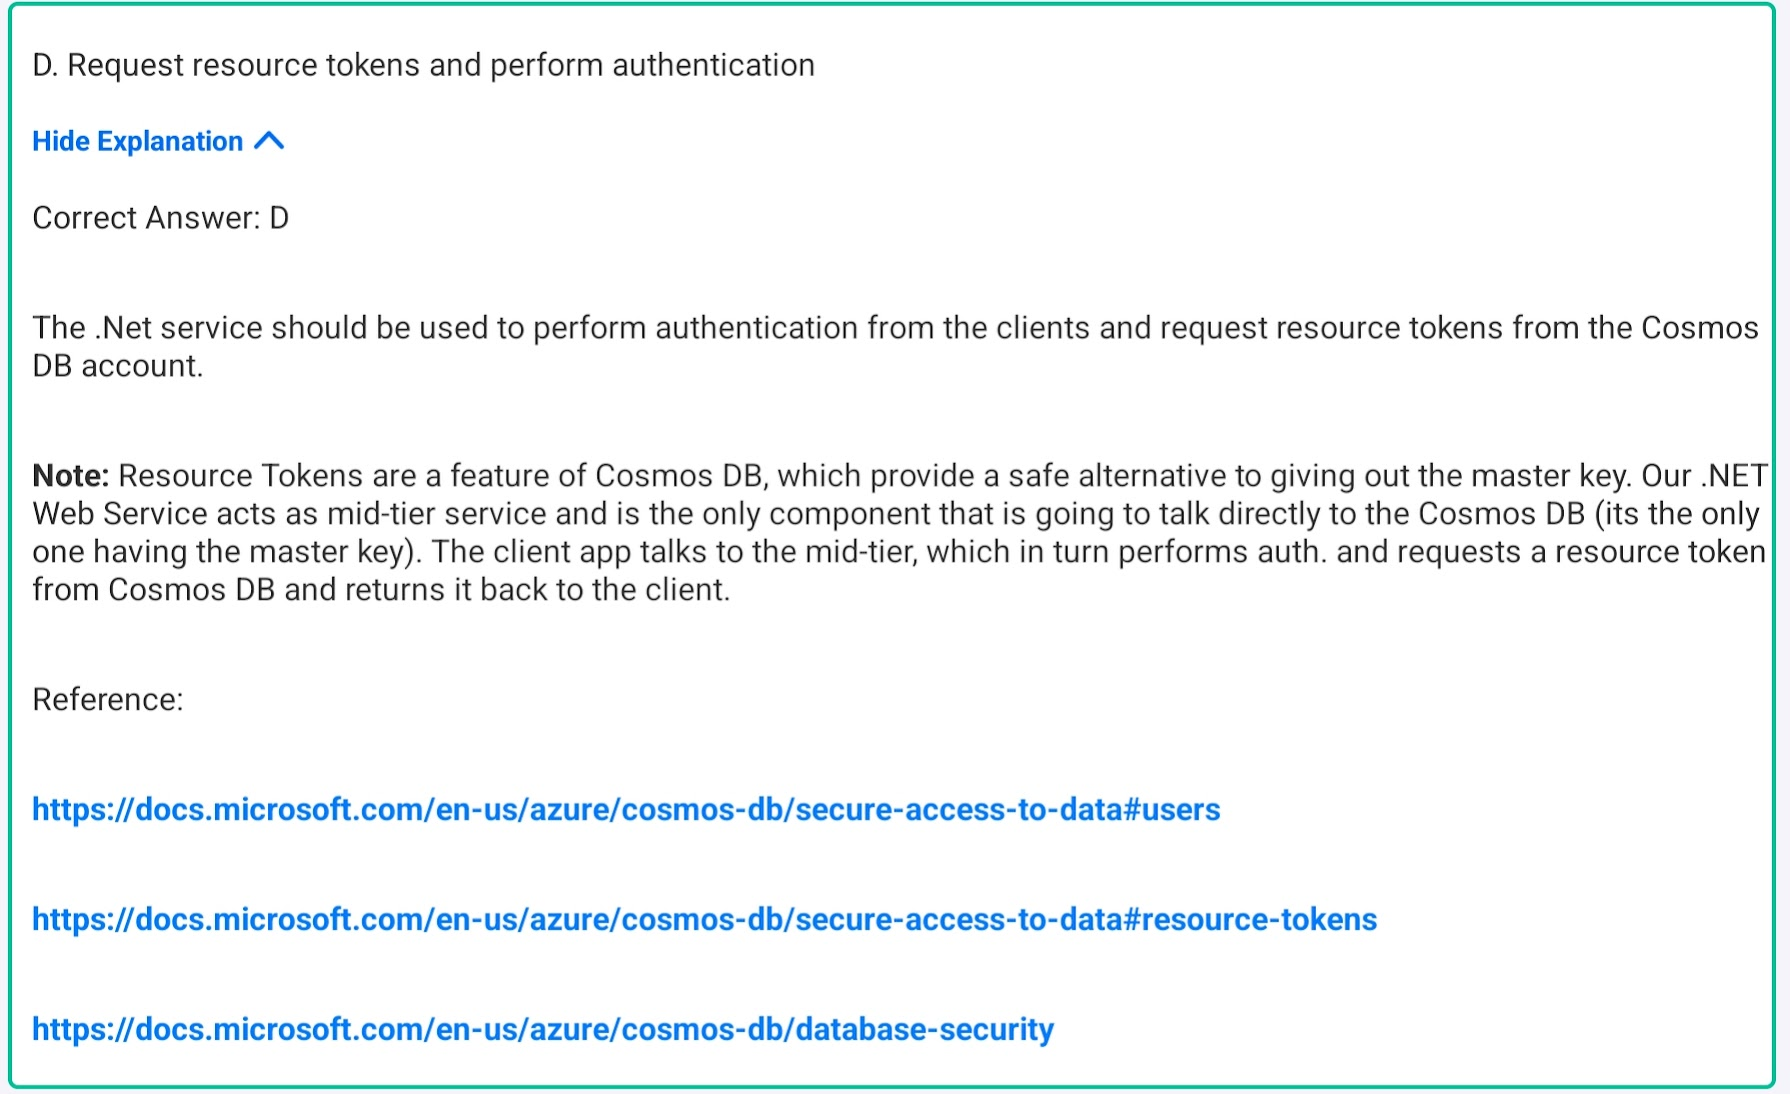 D. Request resource tokens and perform authentication
Hide Explanation
Correct Answer: D
The .Net service should be used to perform authentication from the clients and request resource tokens from the Cosmos
DB account.
Note: Resource Tokens are a feature of Cosmos DB, which provide a safe alternative to giving out the master key. Our .NET
Web Service acts as mid-tier service and is the only component that is going to talk directly to the Cosmos DB (its the only
one having the master key). The client app talks to the mid-tier, which in turn performs auth. and requests a resource token
from Cosmos DB and returns it back to the client.
Reference:
https://docs.microsoft.com/en-us/azure/cosmos-db/secure-access-to-data#users
https://docs.microsoft.com/en-us/azure/cosmos-db/secure-access-to-data#resource-tokens
https://docs.microsoft.com/en-us/azure/cosmos-db/database-security